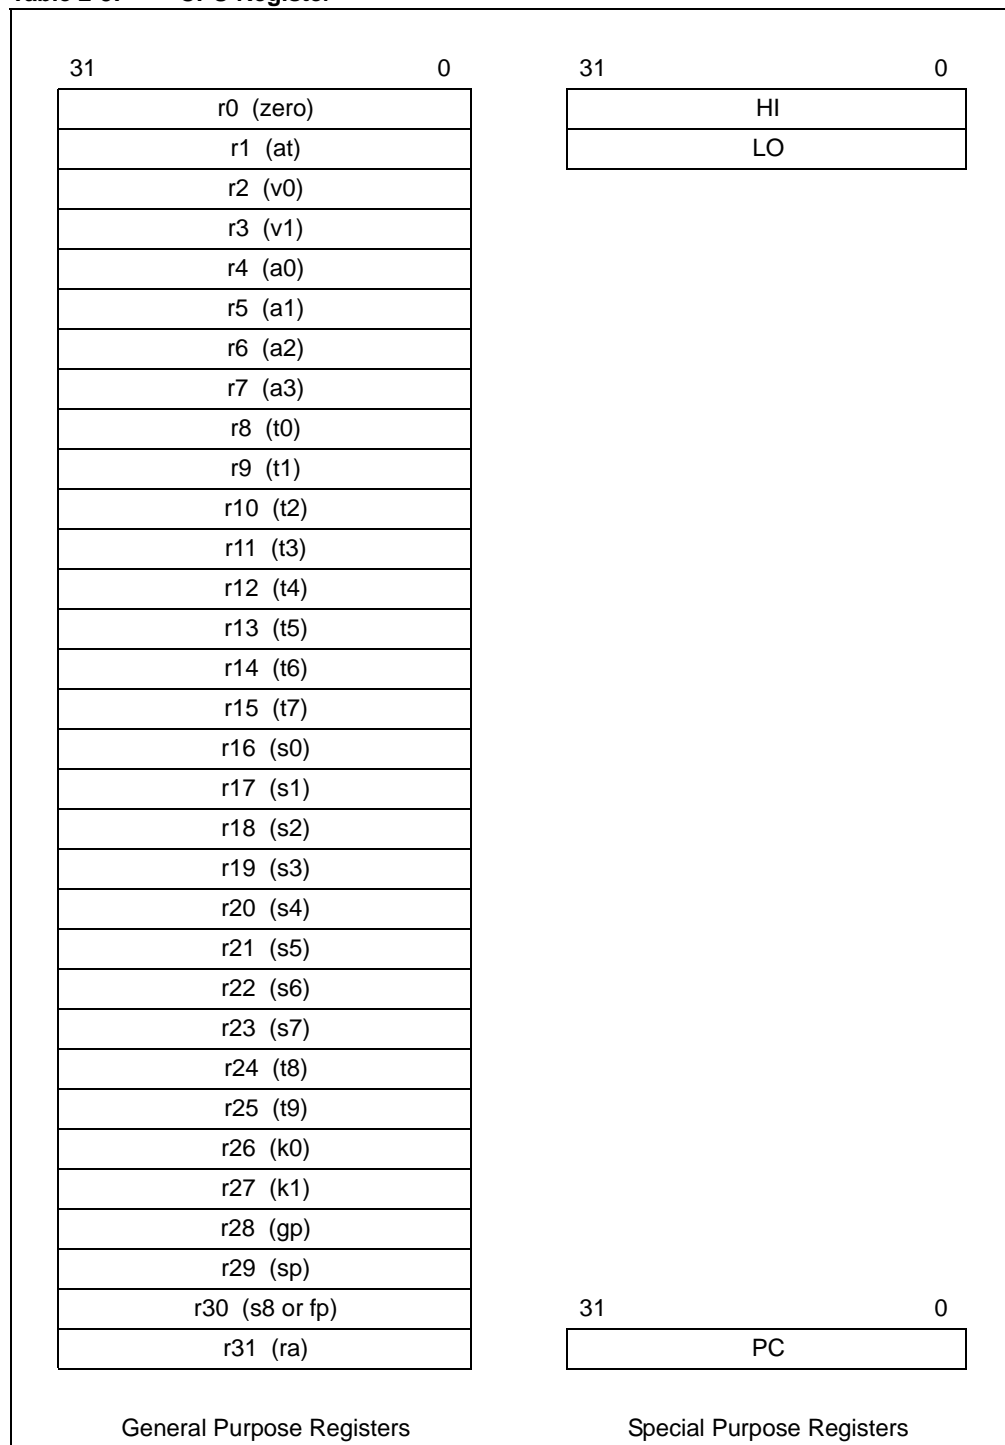 31 0 31 0
r0 (zero) HI
r1 (at) LO
r2 (v0)
r3 (v1)
r4 (a0)
r5 (a1)
r6 (a2)
r7 (a3)
r8 (t0)
r9 (t1)
r10 (t2)
r11 (t3)
r12 (t4)
r13 (t5)
r14 (t6)
r15 (t7)
r16 (s0)
r17 (s1)
r18 (s2)
r19 (s3)
r20 (s4)
r21 (s5)
r22 (s6)
r23 (s7)
r24 (t8)
r25 (t9)
r26 (k0)
r27 (k1)
r28 (gp)
r29 (sp)
r30 (s8 or fp) 31 0
r31 (ra) PC
General Purpose Registers Special Purpose Registers